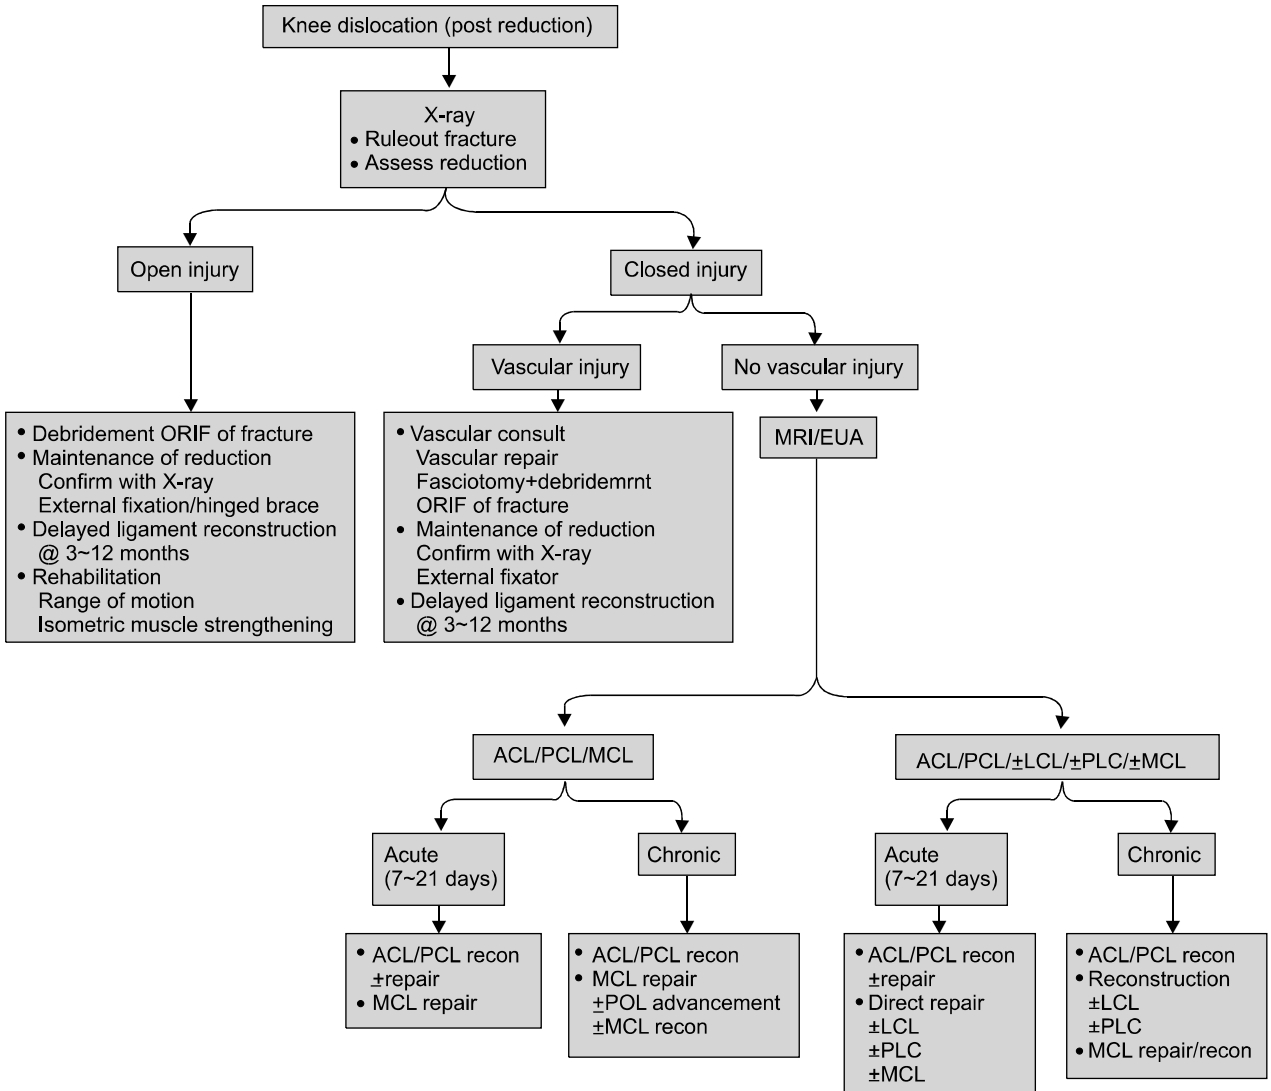 Knee dislocation (post reduction)
X-ray
• Ruleout fracture
• Assess reduction
Open injury
Closed injury
Vascular injury
No vascular injury
• Debridement ORIF of fracture
• Maintenance of reduction
Confirm with X-ray
External fixation/hinged brace
• Delayed ligament reconstruction
@ 3~12 months
• Rehabilitation
Range of motion
Isometric muscle strengthening
• Vascular consult
Vascular repair
Fasciotomy+debridemrnt
ORIF of fracture
• Maintenance of reduction
Confirm with X-ray
External fixator
• Delayed ligament reconstruction
@ 3~12 months
MRI/EUA
ACL/PCL/MCL
ACL/PCL/±LCL/±PLC/±MCL
Acute
(7~21 days)
Chronic
Acute
(7~21 days)
Chronic
• ACL/PCL recon
±repair
• MCL repair
• ACL/PCL recon
• MCL repair
±POL advancement
±MCL recon
• ACL/PCL recon
±repair
• Direct repair
±LCL
±PLC
±MCL
• ACL/PCL recon
• Reconstruction
±LCL
±PLC
• MCL repair/recon